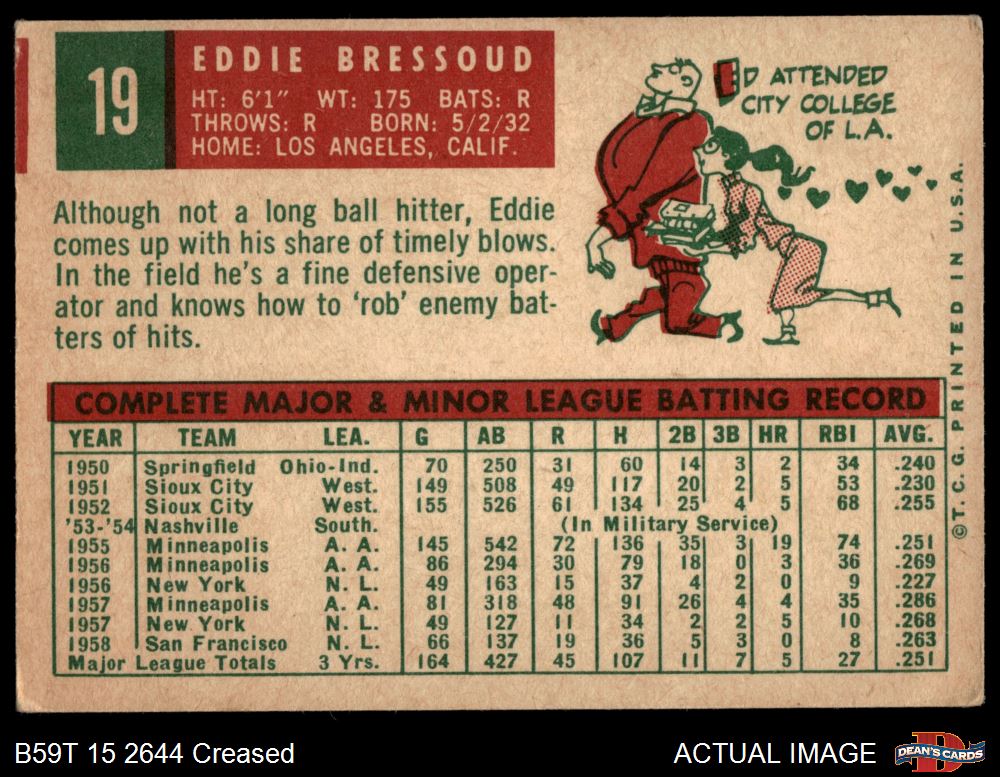 19
EDDIE BRESSOUD
HT: 6'1" WT: 175 BATS: R
THROWS: R BORN: 5/2/32
HOME: LOS ANGELES, CALIF.
ED ATTENDED
CITY COLLEGE
OF L.A.
Although not a long ball hitter, Eddie
comes up with his share of timely blows.
In the field he's a fine defensive oper-
ator and knows how to 'rob' enemy bat-
ters of hits.
COMPLETE MAJOR & MINOR LEAGUE BATTING RECORD
YEAR TEAM LEA. G AB R H 2B 3B HR RBI AVG.
1950 Springfield Ohio-Ind. 70 250 31 60 14 3 2 34 .240
1951 Sioux City West. 149 508 49 117 20 2 5 53 .230
1952 Sioux City West. 155 526 61 134 25 4 5 68 .255
'53-'54 Nashville South. (In Military Service)
1955 Minneapolis A. A. 145 542 72 136 35 3 19 74 .251
1956 Minneapolis A. A. 86 294 30 79 18 0 3 36 .269
1956 New York N. L. 49 163 15 37 4 2 0 9 .227
1957 Minneapolis A. A. 81 318 48 91 26 4 4 35 .286
1957 New York N. L. 49 127 11 34 2 2 5 10 .268
1958 San Francisco N. L. 66 137 19 36 5 3 0 8 .263
Major League Totals 3 Yrs. 164 427 45 107 11 7 5 27 .251
©T.C.G. PRINTED IN U.S.A.
B59T 15 2644 Creased
ACTUAL IMAGE
DEAN'S CARDS